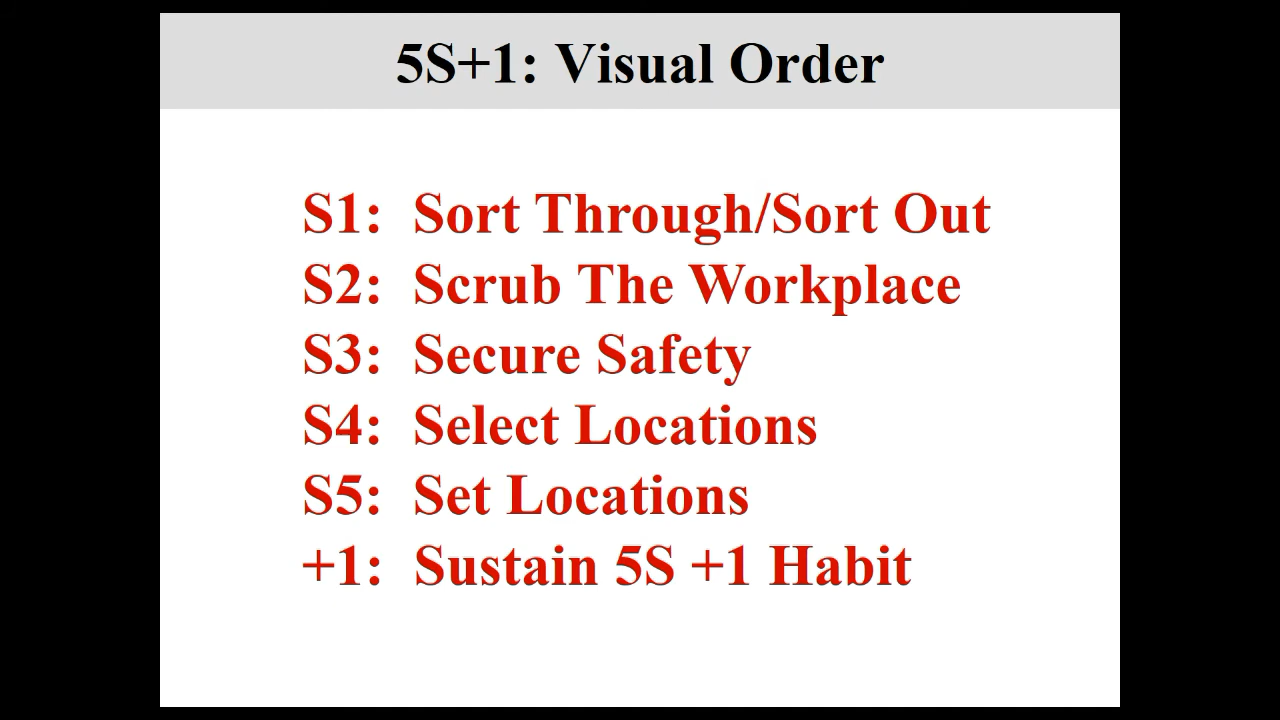 5S+1: Visual Order
S1: Sort Through/Sort Out
S2: Scrub The Workplace
S3: Secure Safety
S4: Select Locations
S5: Set Locations
+1: Sustain 5S +1 Habit